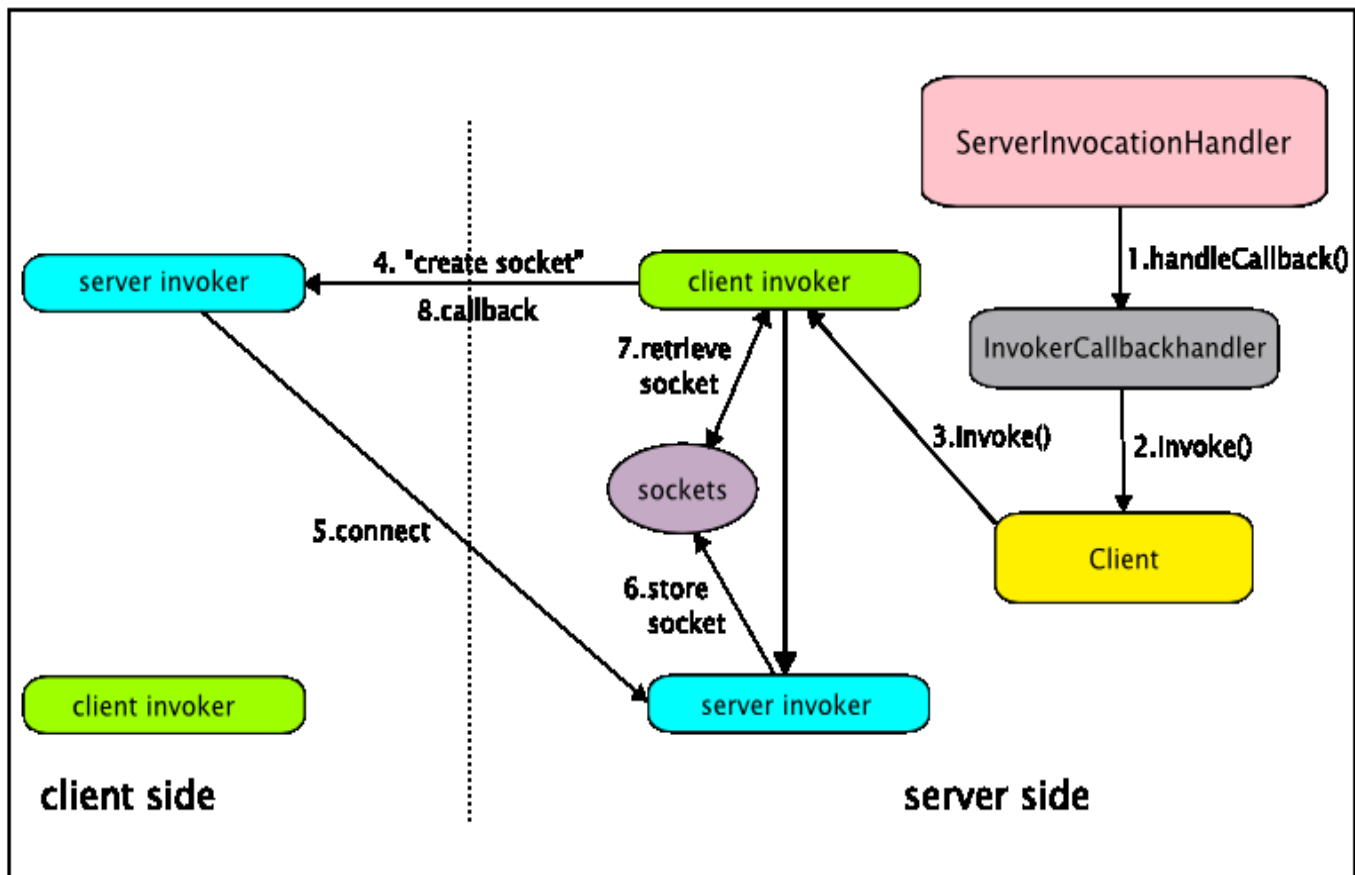 ServerInvocationHandler
1.handleCallback()
server invoker
4. "create socket"
8.callback
client invoker
7.retrieve
socket
InvokerCallbackhandler
3.invoke()
2.invoke()
sockets
5.connect
Client
6.store
socket
client invoker
server invoker
client side
server side